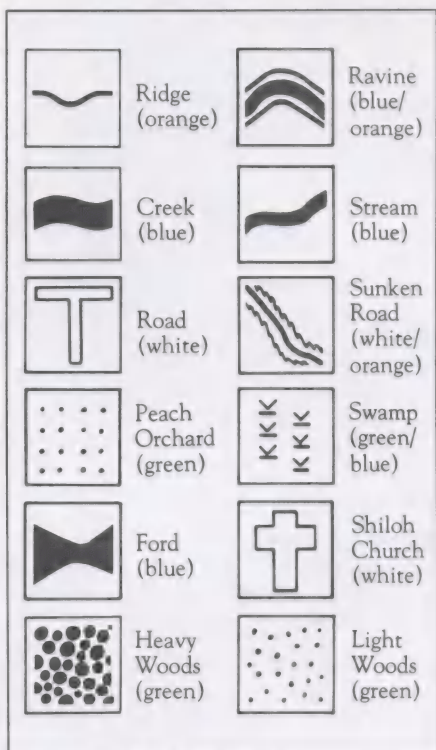 Ridge
(orange)
Ravine
(blue/
orange)
Creek
(blue)
Stream
(blue)
Road
(white)
Sunken
Road
(white/
orange)
Peach
Orchard
(green)
Swamp
(green/
blue)
Ford
(blue)
Shiloh
Church
(white)
Heavy
Woods
(green)
Light
Woods
(green)